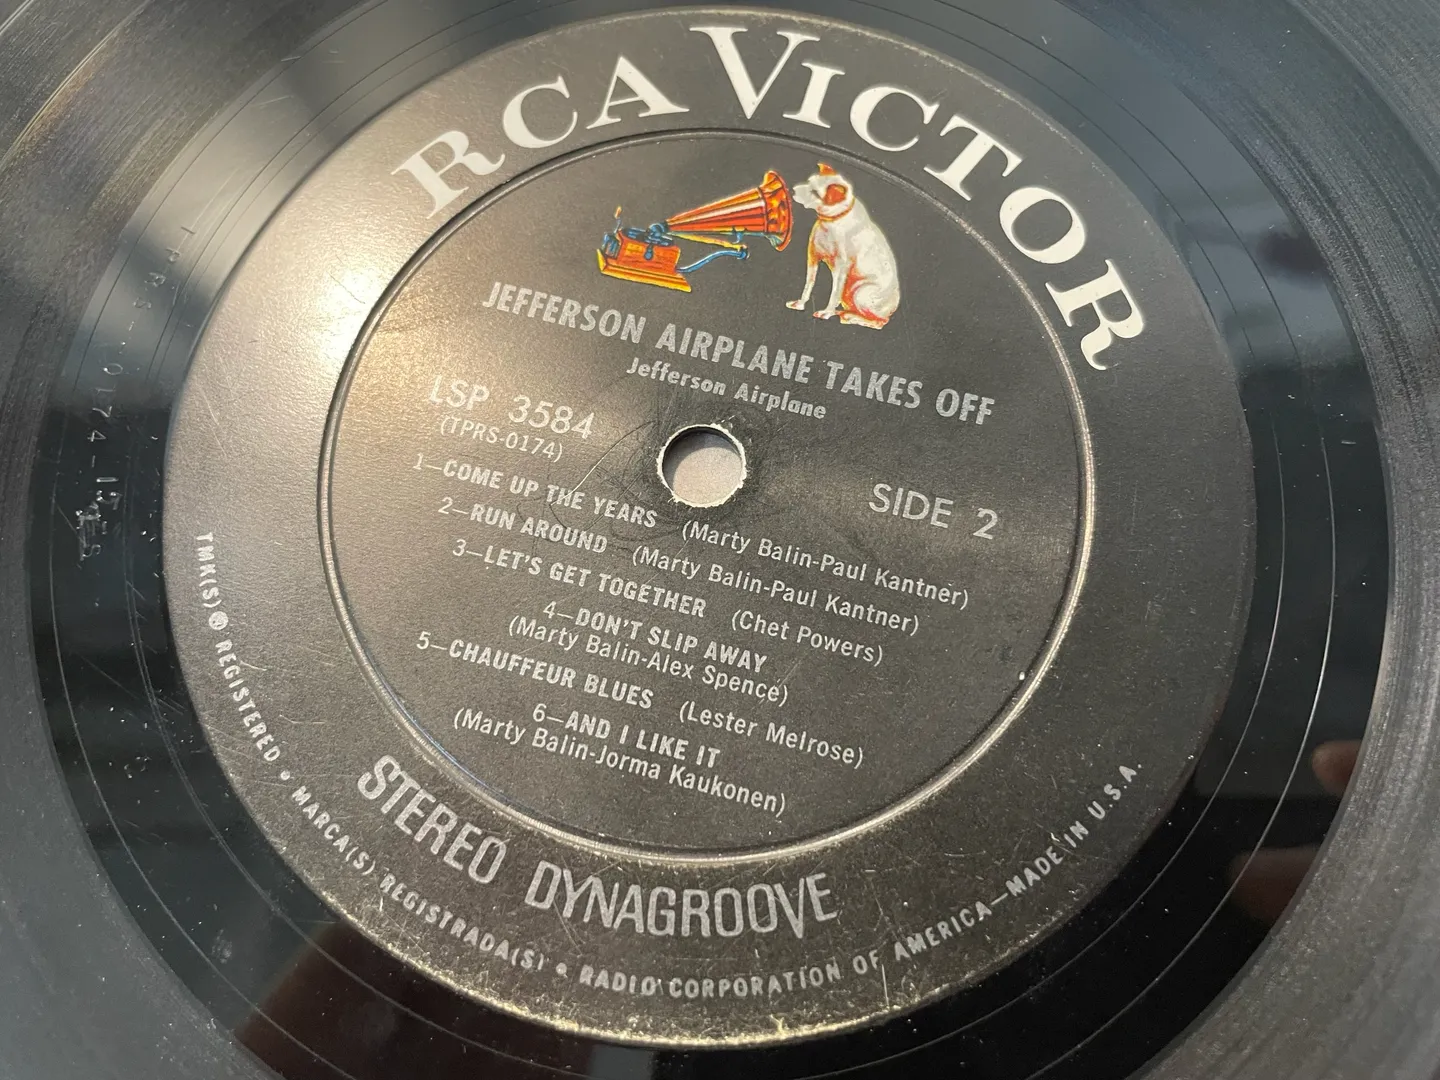 RCA VICTOR
JEFFERSON AIRPLANE TAKES OFF
Jefferson Airplane
LSP 3584
(TPRS-0174)
SIDE 2
1—COME UP THE YEARS (Marty Balin-Paul Kantner)
2—RUN AROUND (Marty Balin-Paul Kantner)
3—LET'S GET TOGETHER (Chet Powers)
4—DON'T SLIP AWAY
(Marty Balin-Alex Spence)
5—CHAUFFEUR BLUES (Lester Melrose)
6—AND I LIKE IT
(Marty Balin-Jorma Kaukonen)
STEREO DYNAGROOVE
TMK(S) ® REGISTERED • MARCA(S) REGISTRADA(S) • RADIO CORPORATION OF AMERICA—MADE IN U.S.A.